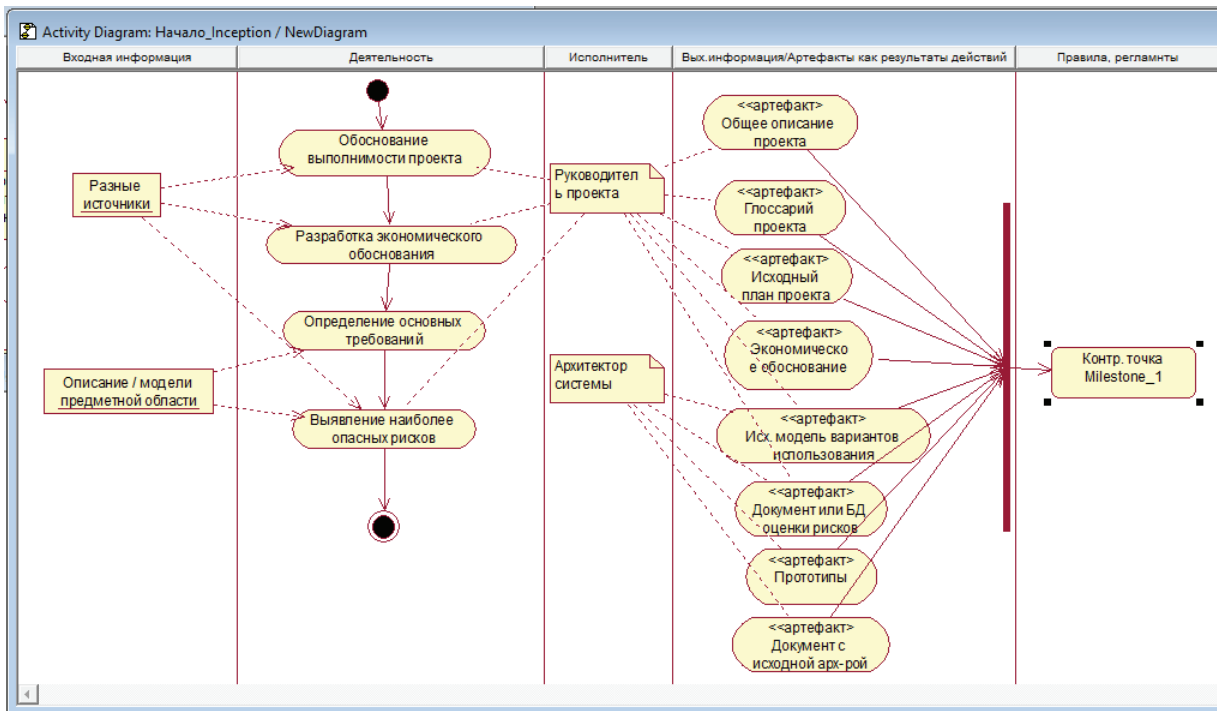 Activity Diagram: Начало_Inception / NewDiagram
Входная информация
Деятельность
Исполнитель
Вых.информация/Артефакты как результаты действий
Правила, регламнты
Обоснование
выполнимости проекта
Разные
источники
Разработка экономического
обоснования
Определение основных
требований
Описание / модели
предметной области
Выявление наиболее
опасных рисков
Руководител
ь проекта
Архитектор
системы
<<артефакт>
Общее описание
проекта
<<артефакт>
Глоссарий
проекта
<<артефакт>
Исходный
план проекта
<<артефакт>
Экономическо
е обоснование
<<артефакт>
Исх. модель вариантов
использования
<<артефакт>
Документ или БД
оценки рисков
<<артефакт>
Прототипы
<<артефакт>
Документ с
исходной арх-рой
Контр. точка
Milestone_1